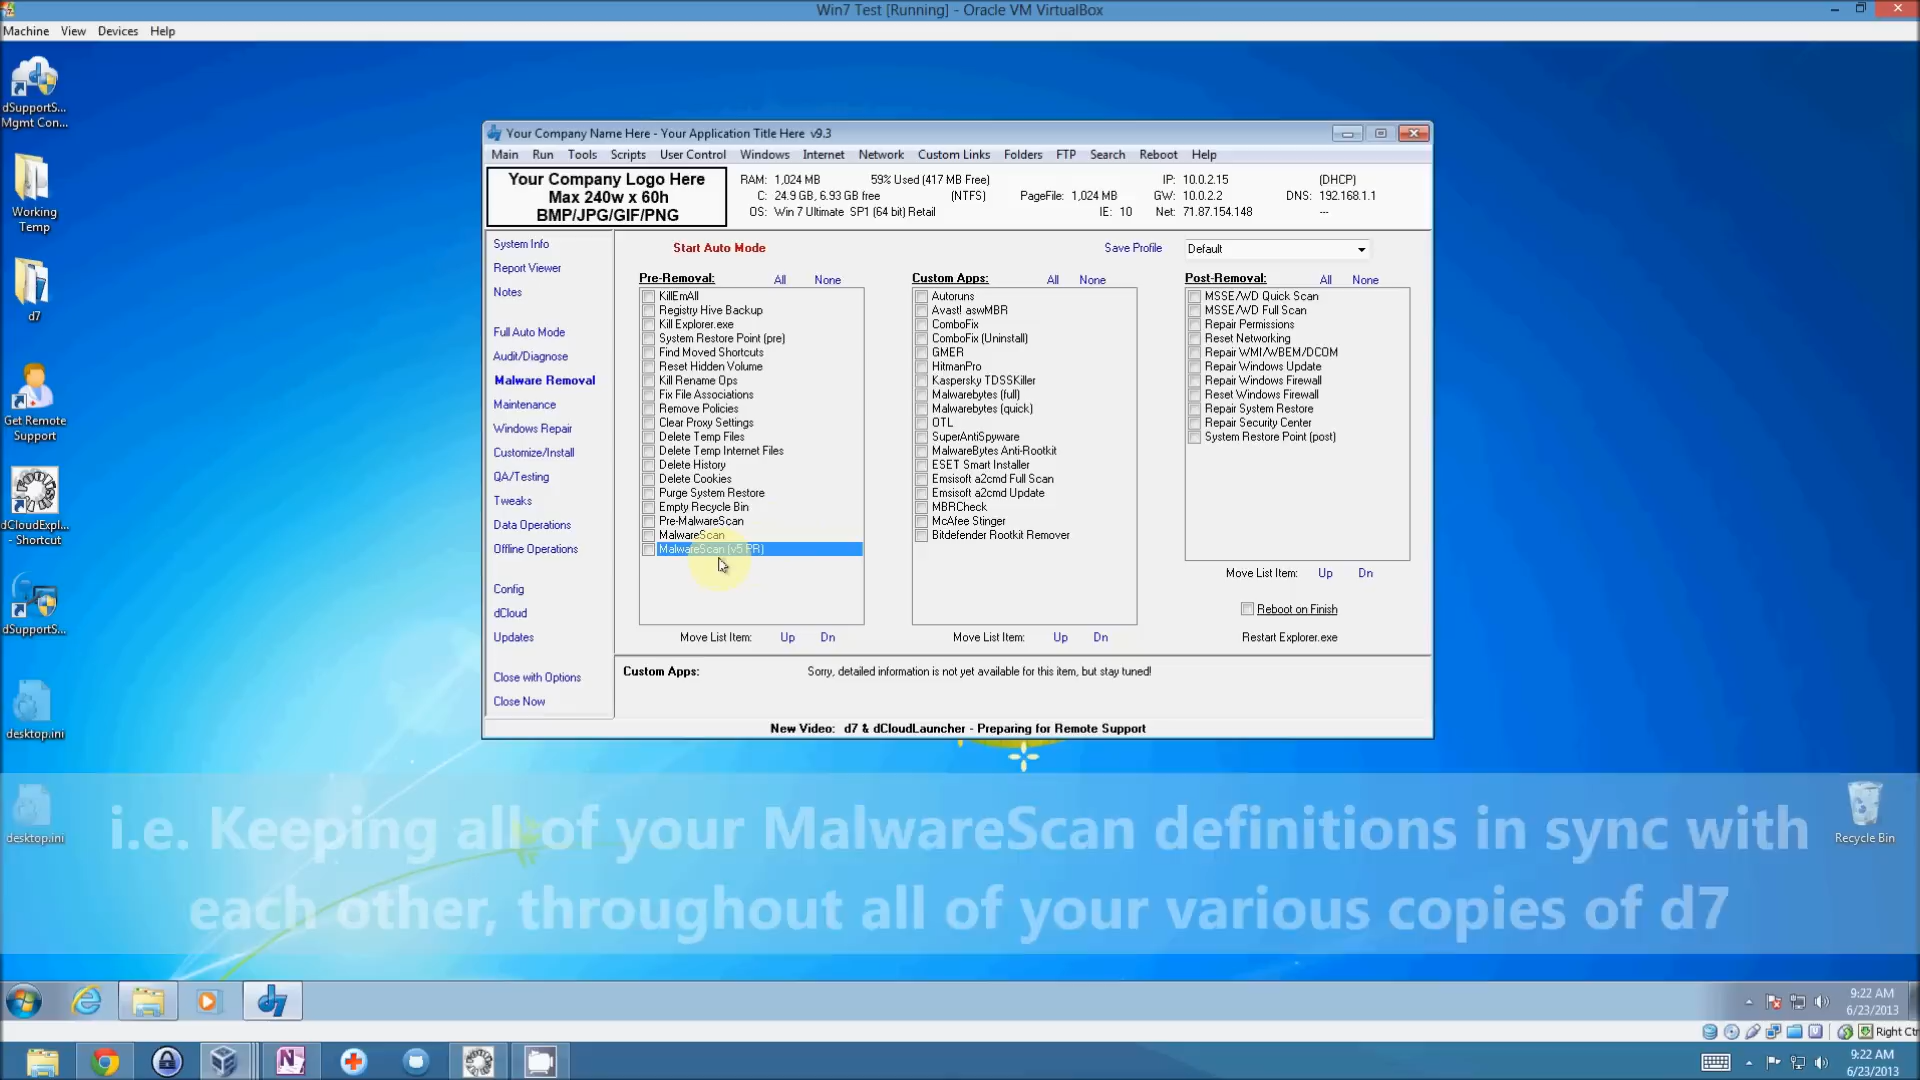 Win7 Test [Running] - Oracle VM VirtualBox
Machine View Devices Help
dSupportS...
Mgmt Con...
Working
Temp
d7
Get Remote
Support
dCloudExpl...
- Shortcut
dSupportS...
desktop.ini
desktop.ini
Recycle Bin
Your Company Name Here - Your Application Title Here v9.3
Main Run Tools Scripts User Control Windows Internet Network Custom Links Folders FTP Search Reboot Help
Your Company Logo Here
Max 240w x 60h
BMP/JPG/GIF/PNG
RAM: 1,024 MB 59% Used (417 MB Free) IP: 10.0.2.15 (DHCP)
C: 24.9 GB, 6.93 GB free (NTFS) PageFile: 1,024 MB GW: 10.0.2.2 DNS: 192.168.1.1
OS: Win 7 Ultimate SP1 (64 bit) Retail IE: 10 Net: 71.87.154.148 ---
System Info
Report Viewer
Notes
Full Auto Mode
Audit/Diagnose
Malware Removal
Maintenance
Windows Repair
Customize/Install
QA/Testing
Tweaks
Data Operations
Offline Operations
Config
dCloud
Updates
Close with Options
Close Now
Start Auto Mode Save Profile Default
Pre-Removal: All None
KillEmAll
Registry Hive Backup
Kill Explorer.exe
System Restore Point (pre)
Find Moved Shortcuts
Reset Hidden Volume
Kill Rename Ops
Fix File Associations
Remove Policies
Clear Proxy Settings
Delete Temp Files
Delete Temp Internet Files
Delete History
Delete Cookies
Purge System Restore
Empty Recycle Bin
Pre-MalwareScan
MalwareScan
MalwareScan (v5 PR)
Move List Item: Up Dn
Custom Apps: All None
Autoruns
Avast! aswMBR
ComboFix
ComboFix (Uninstall)
GMER
HitmanPro
Kaspersky TDSSKiller
Malwarebytes (full)
Malwarebytes (quick)
OTL
SuperAntiSpyware
MalwareBytes Anti-Rootkit
ESET Smart Installer
Emsisoft a2cmd Full Scan
Emsisoft a2cmd Update
MBRCheck
McAfee Stinger
Bitdefender Rootkit Remover
Move List Item: Up Dn
Post-Removal: All None
MSSE/WD Quick Scan
MSSE/WD Full Scan
Repair Permissions
Reset Networking
Repair WMI/WBEM/DCOM
Repair Windows Update
Repair Windows Firewall
Reset Windows Firewall
Repair System Restore
Repair Security Center
System Restore Point (post)
Move List Item: Up Dn
Reboot on Finish
Restart Explorer.exe
Custom Apps: Sorry, detailed information is not yet available for this item, but stay tuned!
New Video: d7 & dCloudLauncher - Preparing for Remote Support
i.e. Keeping all of your MalwareScan definitions in sync with
each other, throughout all of your various copies of d7
9:22 AM
6/23/2013
Right Ctr
9:22 AM
6/23/2013